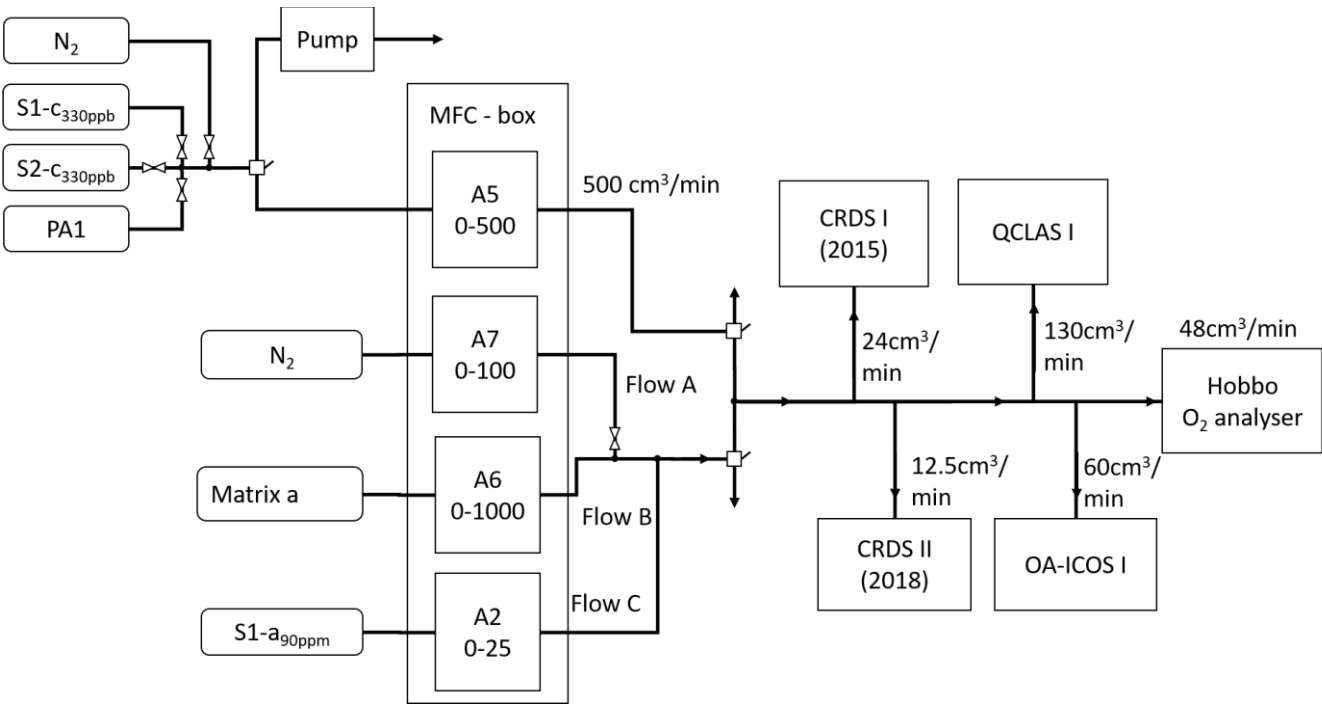 N₂
Pump
S1-c₃₃₀ppb
S2-c₃₃₀ppb
PA1
MFC - box
A5
0-500
500 cm³/min
CRDS I
(2015)
QCLAS I
N₂
A7
0-100
Flow A
24cm³/
min
130cm³/
min
48cm³/min
Hobbo
O₂ analyser
Matrix a
A6
0-1000
Flow B
12.5cm³/
min
60cm³/
min
CRDS II
(2018)
OA-ICOS I
S1-a₉₀ppm
A2
0-25
Flow C